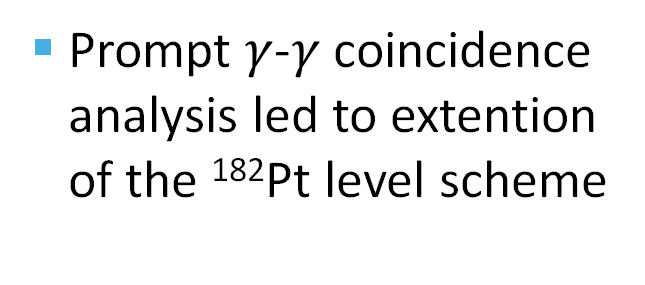 Prompt γ-γ coincidence
analysis led to extention
of the ¹⁸²Pt level scheme